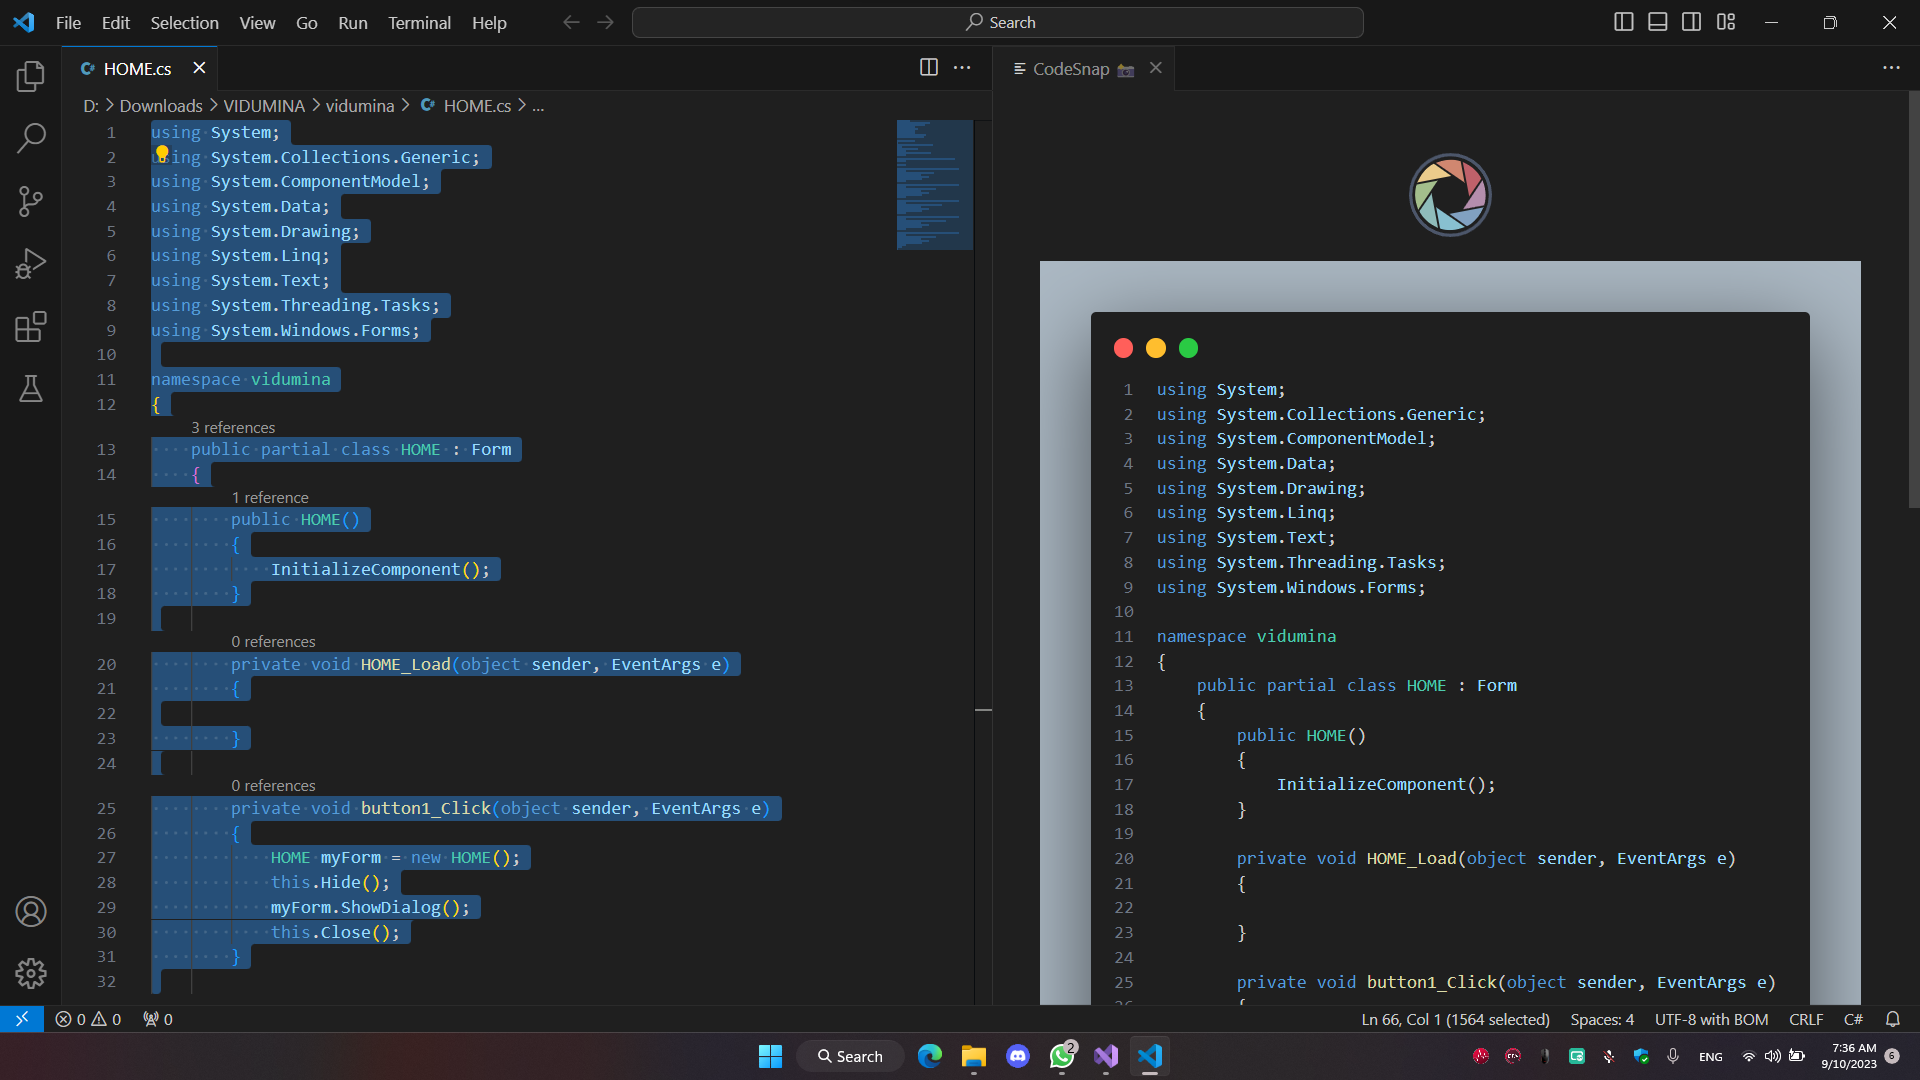 File Edit Selection View Go Run Terminal Help
Search
HOME.cs
CodeSnap
D: > Downloads > VIDUMINA > vidumina > HOME.cs > ...
1 using System;
2 using System.Collections.Generic;
3 using System.ComponentModel;
4 using System.Data;
5 using System.Drawing;
6 using System.Linq;
7 using System.Text;
8 using System.Threading.Tasks;
9 using System.Windows.Forms;
10
11 namespace vidumina
12 {
3 references
13 public partial class HOME : Form
14 {
1 reference
15 public HOME()
16 {
17 InitializeComponent();
18 }
19
0 references
20 private void HOME_Load(object sender, EventArgs e)
21 {
22
23 }
24
0 references
25 private void button1_Click(object sender, EventArgs e)
26 {
27 HOME myForm = new HOME();
28 this.Hide();
29 myForm.ShowDialog();
30 this.Close();
31 }
32
1 using System;
2 using System.Collections.Generic;
3 using System.ComponentModel;
4 using System.Data;
5 using System.Drawing;
6 using System.Linq;
7 using System.Text;
8 using System.Threading.Tasks;
9 using System.Windows.Forms;
10
11 namespace vidumina
12 {
13 public partial class HOME : Form
14 {
15 public HOME()
16 {
17 InitializeComponent();
18 }
19
20 private void HOME_Load(object sender, EventArgs e)
21 {
22
23 }
24
25 private void button1_Click(object sender, EventArgs e)
26 {
0 0 0
Ln 66, Col 1 (1564 selected) Spaces: 4 UTF-8 with BOM CRLF C#
Search
2
ENG
7:36 AM
9/10/2023
6